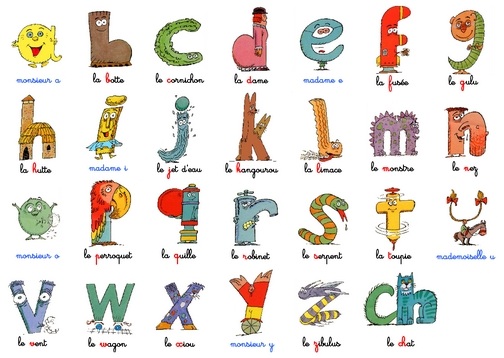 monsieur a
la botte
le cornichon
la dame
madame e
la fusée
le gulu
la hutte
madame i
le jet d'eau
le kangourou
la limace
le monstre
le nez
monsieur o
le perroquet
la quille
le robinet
le serpent
la toupie
mademoiselle u
le vent
le wagon
le xiou
monsieur y
le zibulus
le chat